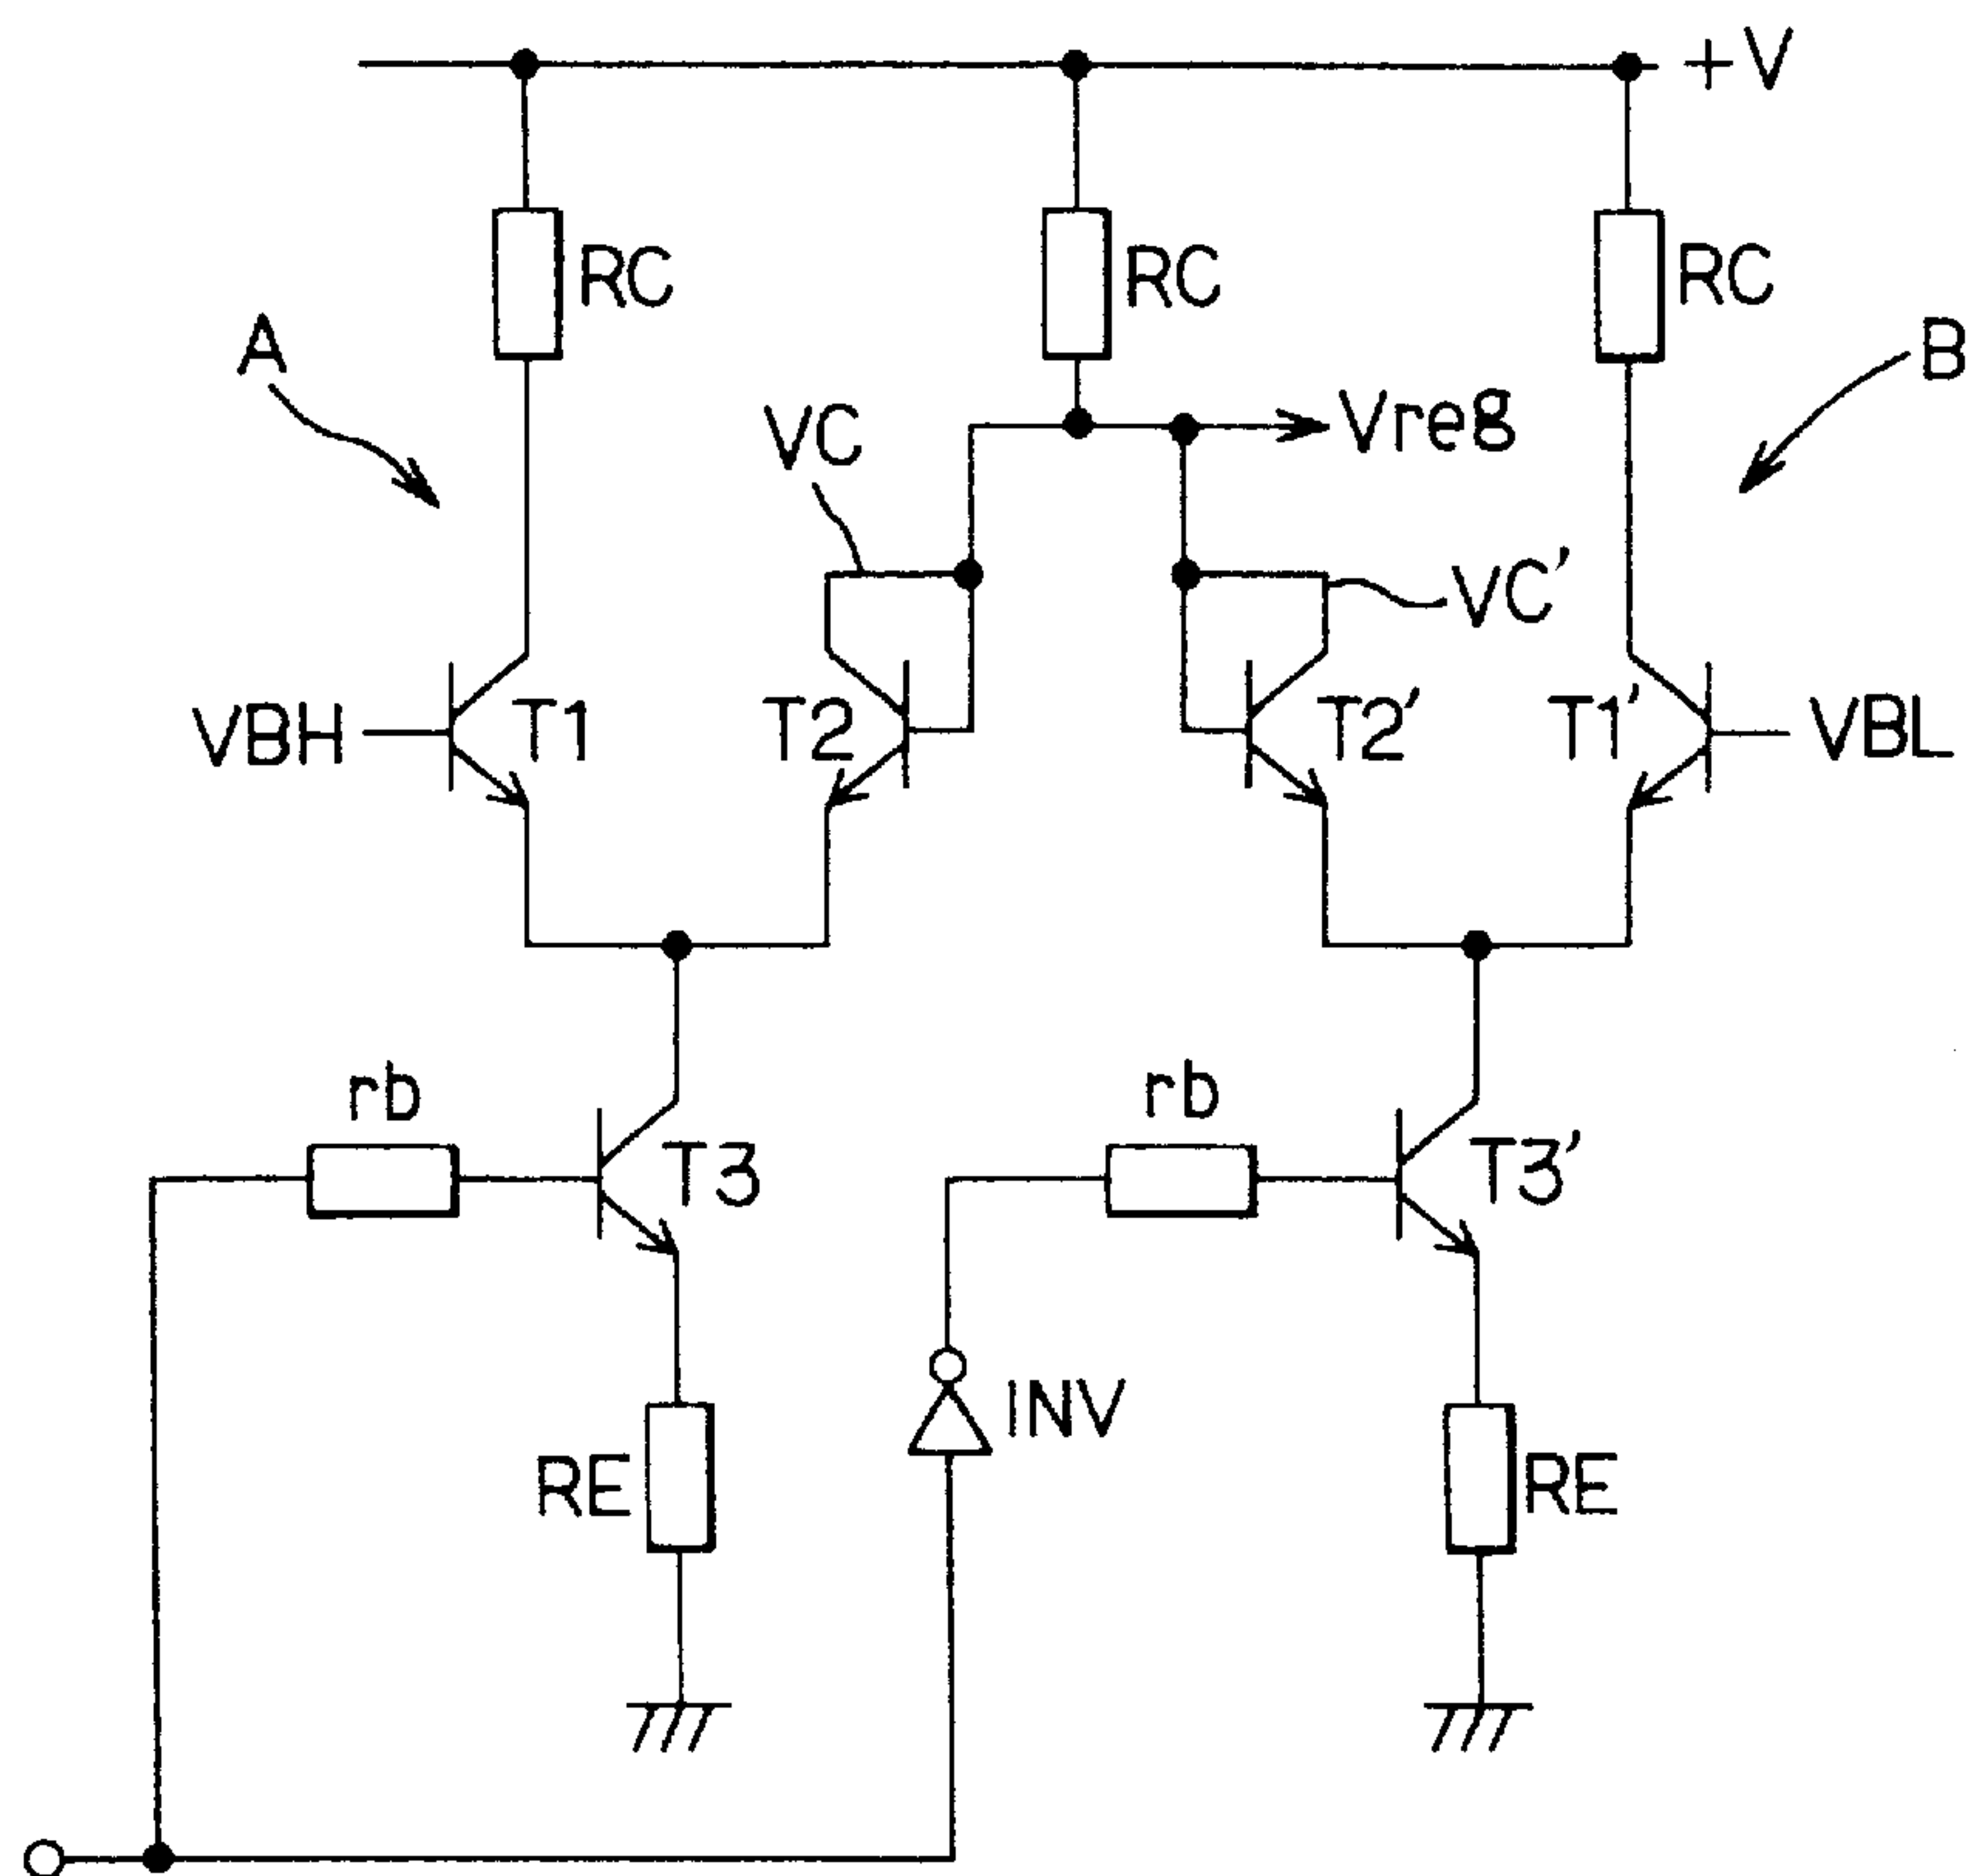 +V
RC
RC
RC
A
B
VC
Vreg
VC'
VBH
T1
T2
T2'
T1'
VBL
rb
rb
T3
T3'
INV
RE
RE